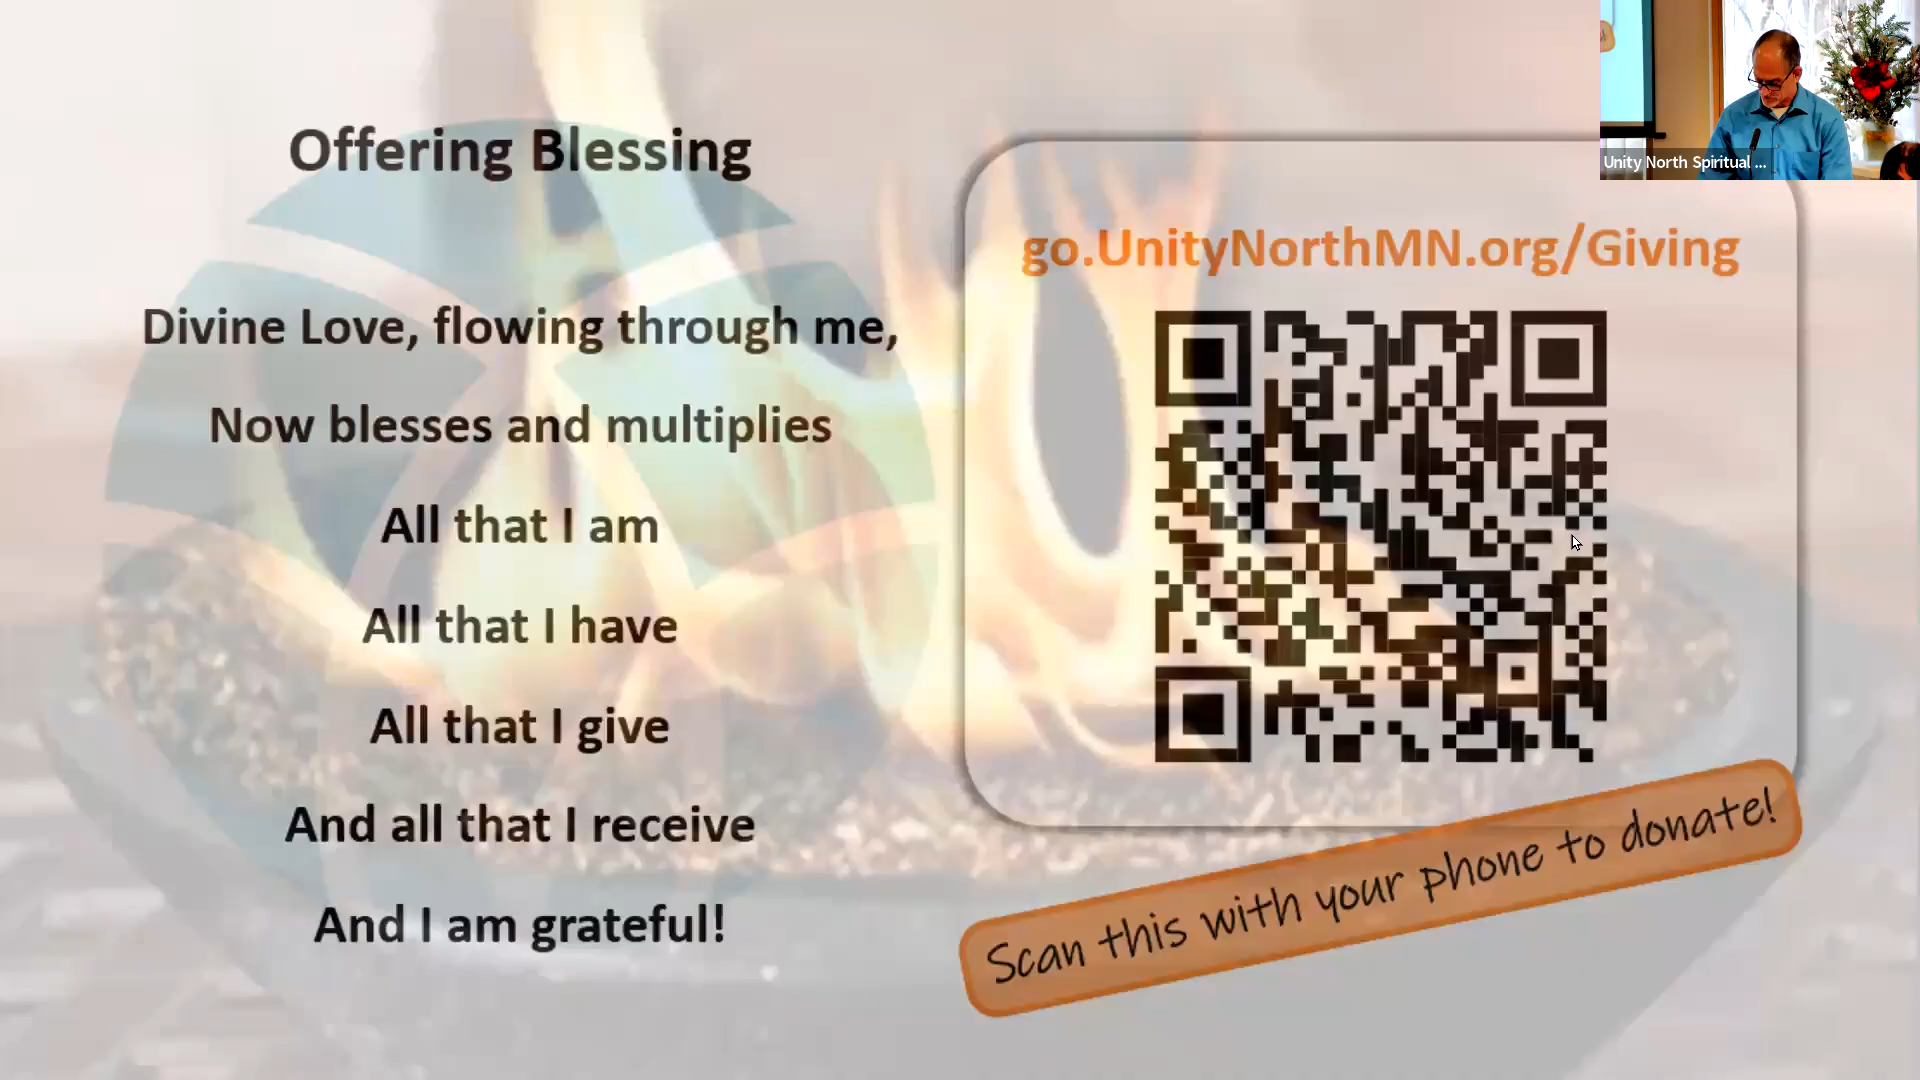 Offering Blessing
Divine Love, flowing through me,
Now blesses and multiplies
All that I am
All that I have
All that I give
And all that I receive
And I am grateful!
go.UnityNorthMN.org/Giving
Scan this with your phone to donate!
Unity North Spiritual ...